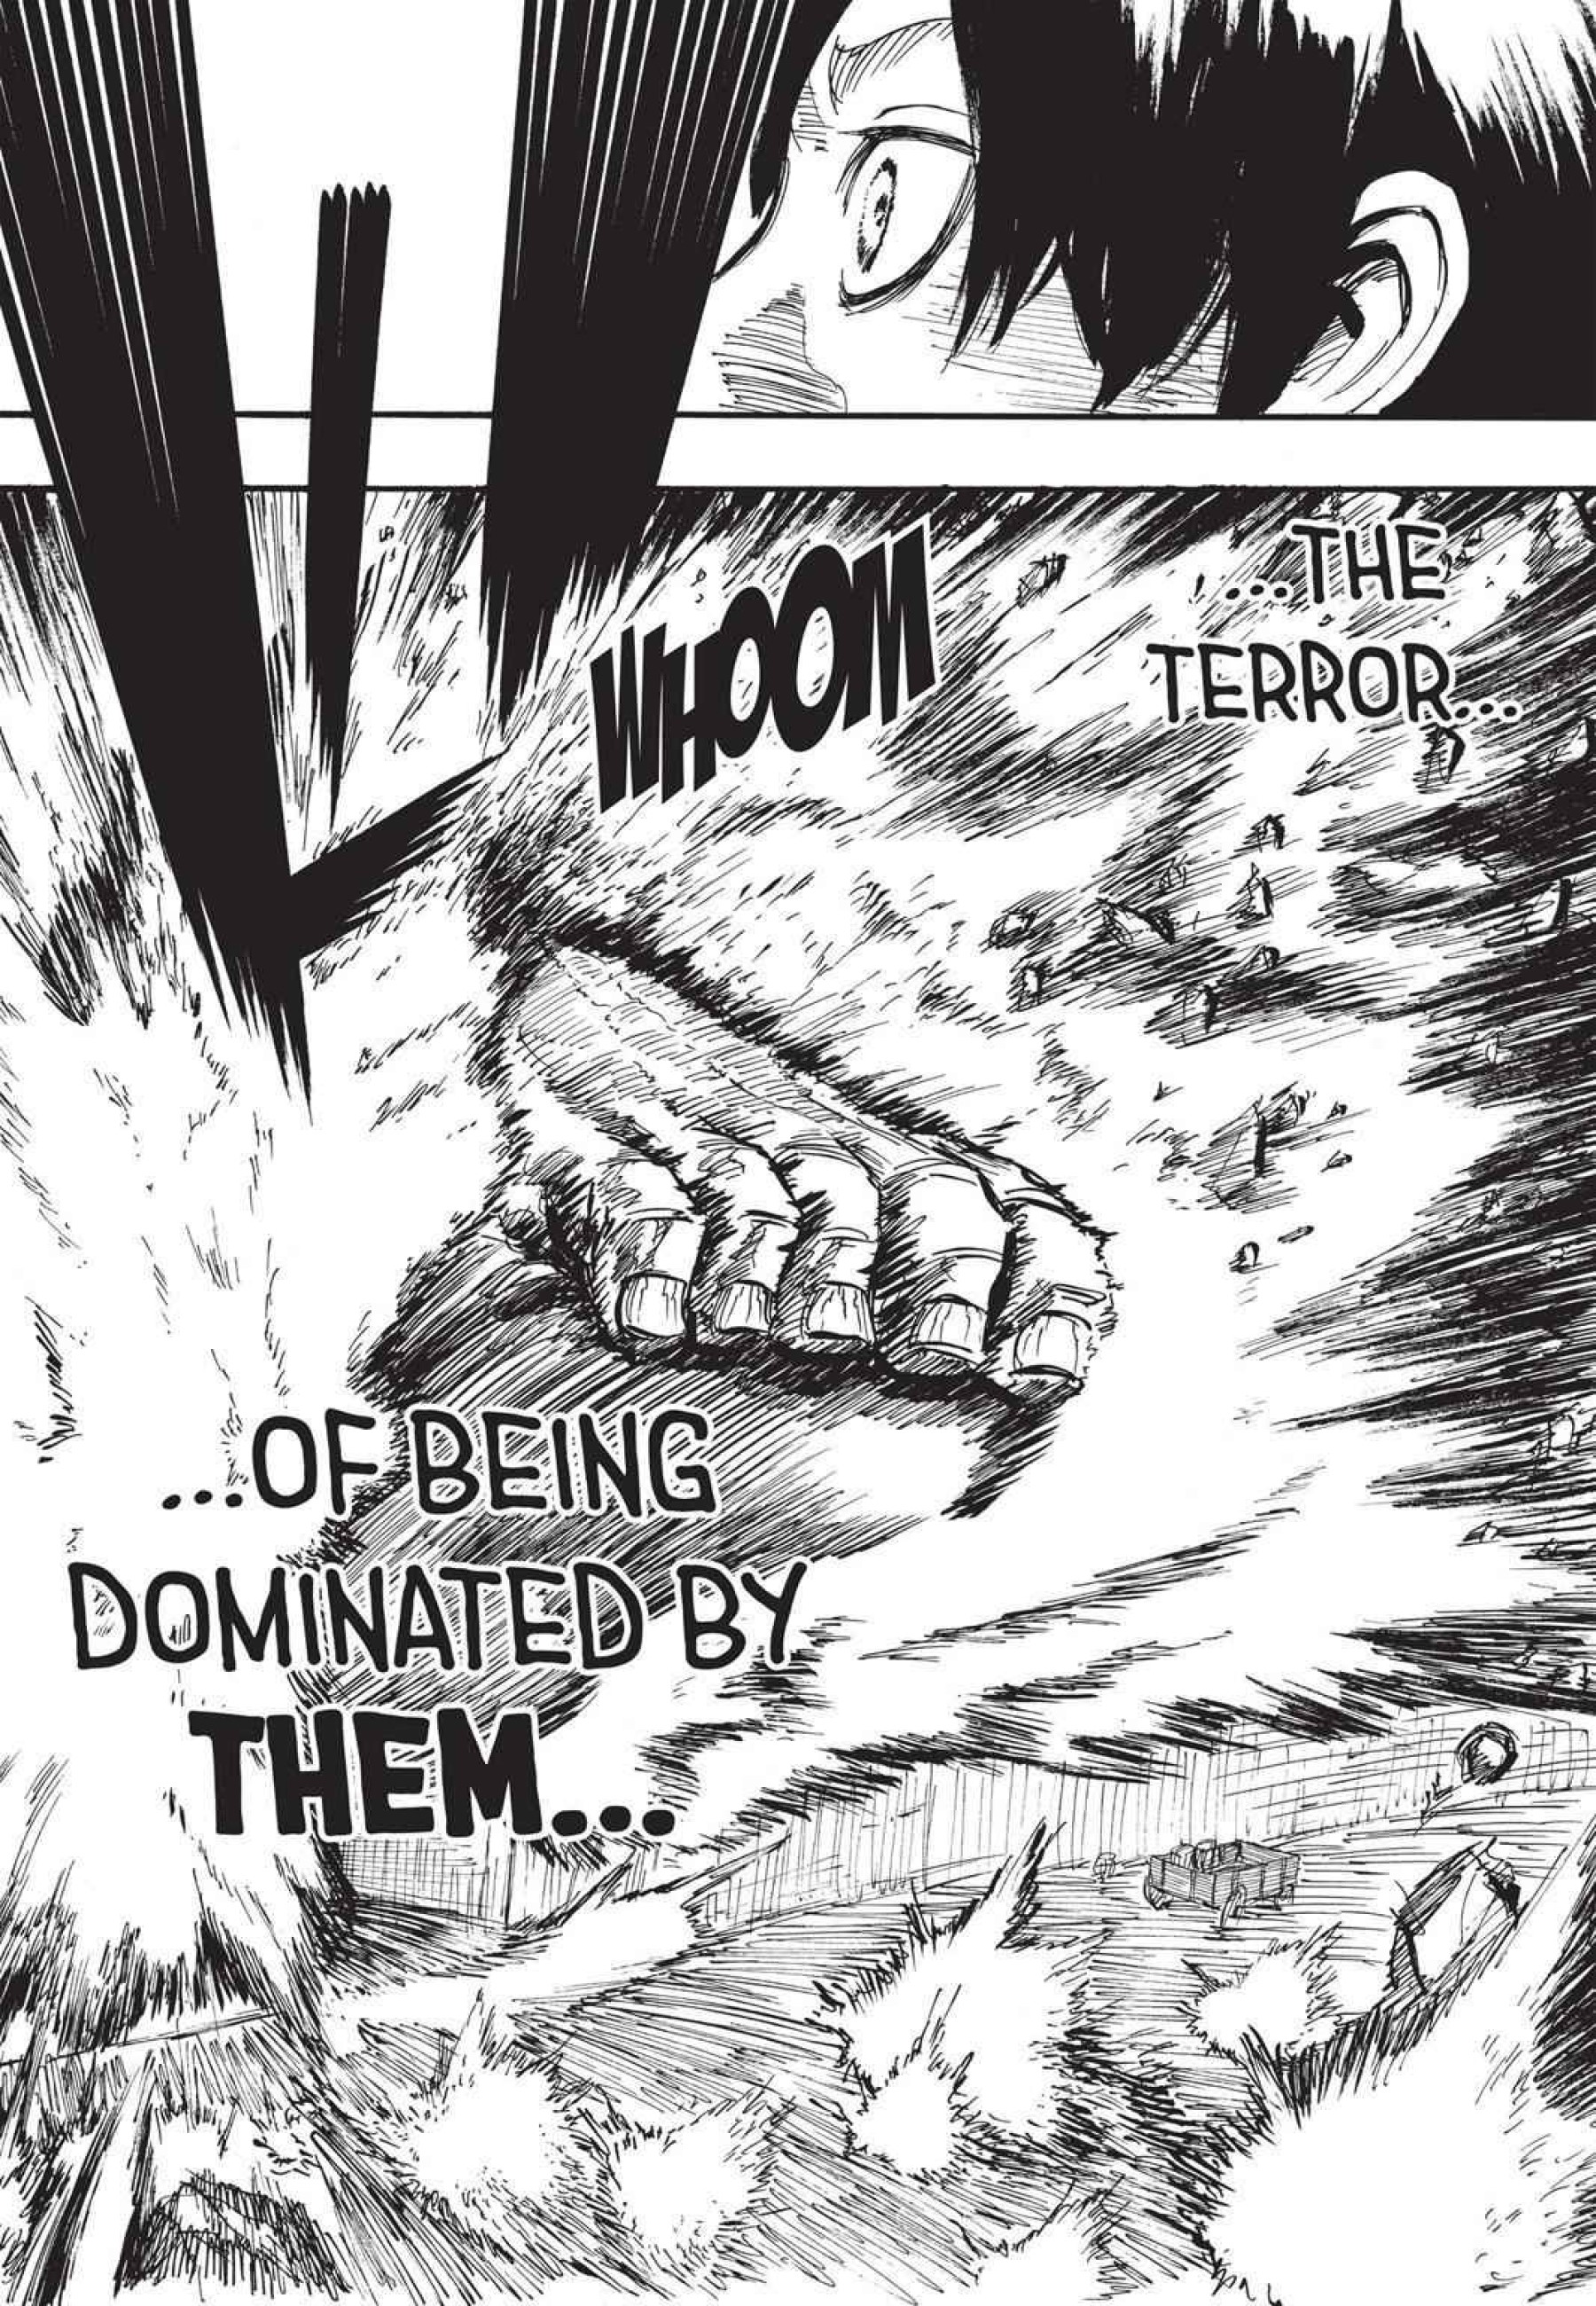 WHOOM
...THE
TERROR...
...OF BEING
DOMINATED BY
THEM...